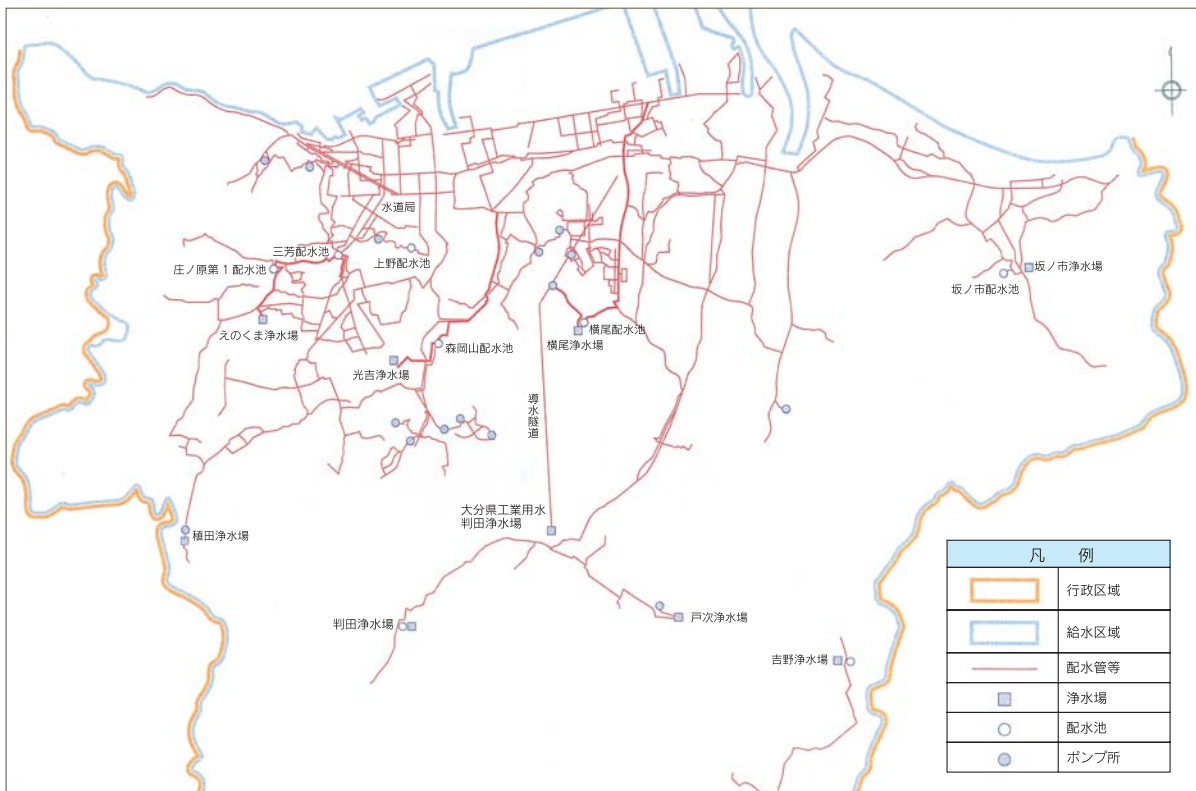 水道局
三芳配水池
上野配水池
庄ノ原第1配水池
えのくま浄水場
森岡山配水池
光吉浄水場
横尾配水池
横尾浄水場
坂ノ市浄水場
坂ノ市配水池
導水隧道
大分県工業用水
判田浄水場
稙田浄水場
判田浄水場
戸次浄水場
吉野浄水場
凡 例
行政区域
給水区域
配水管等
浄水場
配水池
ポンプ所